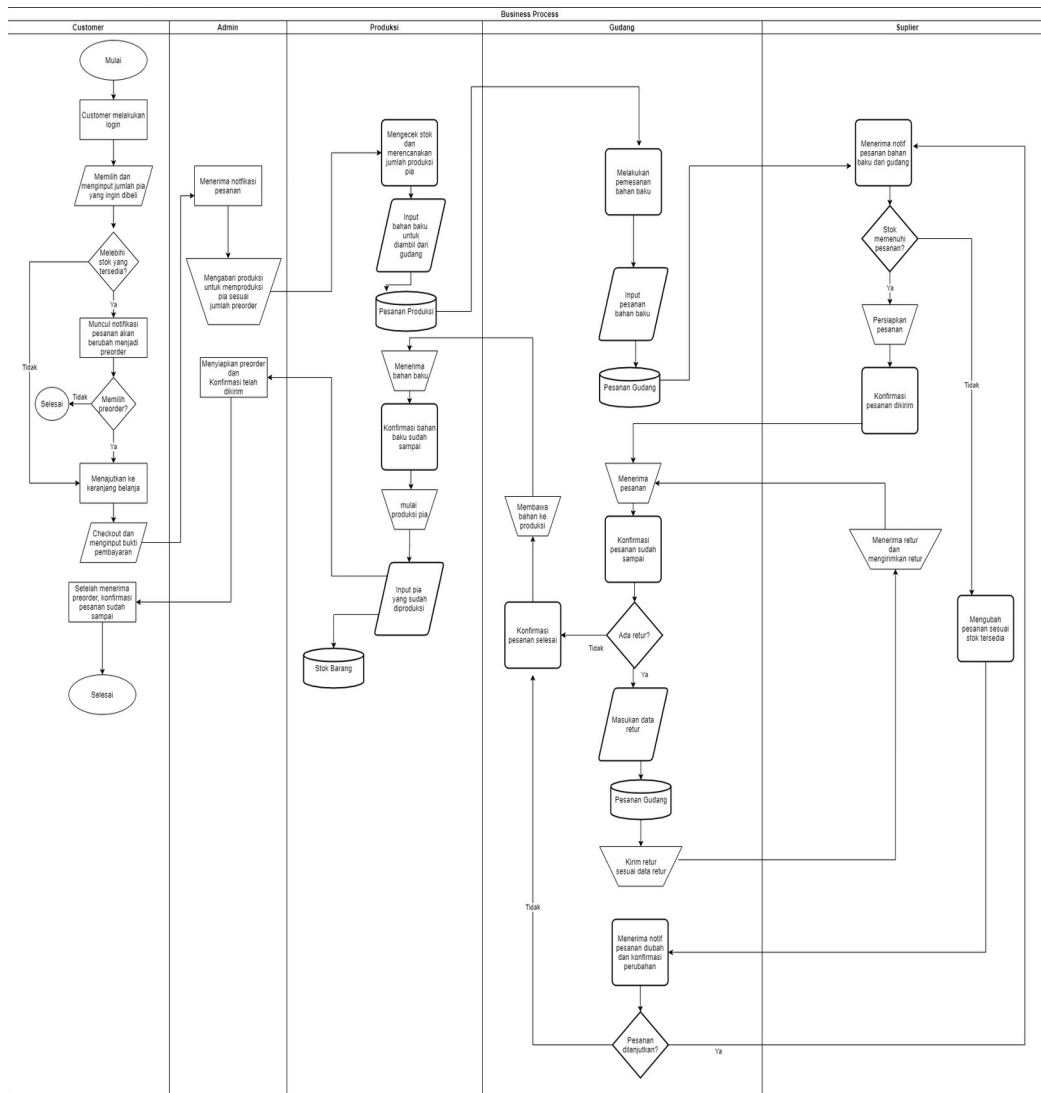 Business Process
Customer
Admin
Produksi
Gudang
Suplier
Mulai
Customer melakukan
login
Memilih dan
menginput jumlah pia
yang ingin dibeli
Melebihi
stok yang
tersedia?
Ya
Tidak
Muncul notifikasi
pesanan akan
berubah menjadi
preorder
Memilih
preorder?
Tidak
Selesai
Ya
Menajutkan ke
keranjang belanja
Checkout dan
menginput bukti
pembayaran
Setelah menerima
preorder, konfirmasi
pesanan sudah
sampai
Selesai
Menerima notfikasi
pesanan
Mengabari produksi
untuk memproduksi
pia sesuai
jumlah preorder
Menyiapkan preorder
dan
Konfirmasi telah
dikirim
Mengecek stok
dan
merencanakan
jumlah produksi
pia
Input
bahan baku
untuk
diambil dari
gudang
Pesanan Produksi
Menerima
bahan baku
Konfirmasi bahan
baku sudah
sampai
mulai
produksi pia
Input pia
yang sudah
diproduksi
Stok Barang
Melakukan
pemesanan
bahan baku
Input
pesanan
bahan baku
Pesanan Gudang
Menerima
pesanan
Konfirmasi
pesanan sudah
sampai
Ada retur?
Tidak
Ya
Konfirmasi
pesanan selesai
Membawa
bahan ke
produksi
Masukan data
retur
Pesanan Gudang
Kirim retur
sesuai data retur
Menerima notif
pesanan diubah
dan konfirmasi
perubahan
Pesanan
dilanjutkan?
Tidak
Ya
Menerima notif
pesanan bahan
baku dari gudang
Stok
memenuhi
pesanan?
Ya
Tidak
Persiapkan
pesanan
Konfirmasi
pesanan dikirim
Menerima retur
dan
mengirimkan retur
Mengubah
pesanan sesuai
stok tersedia